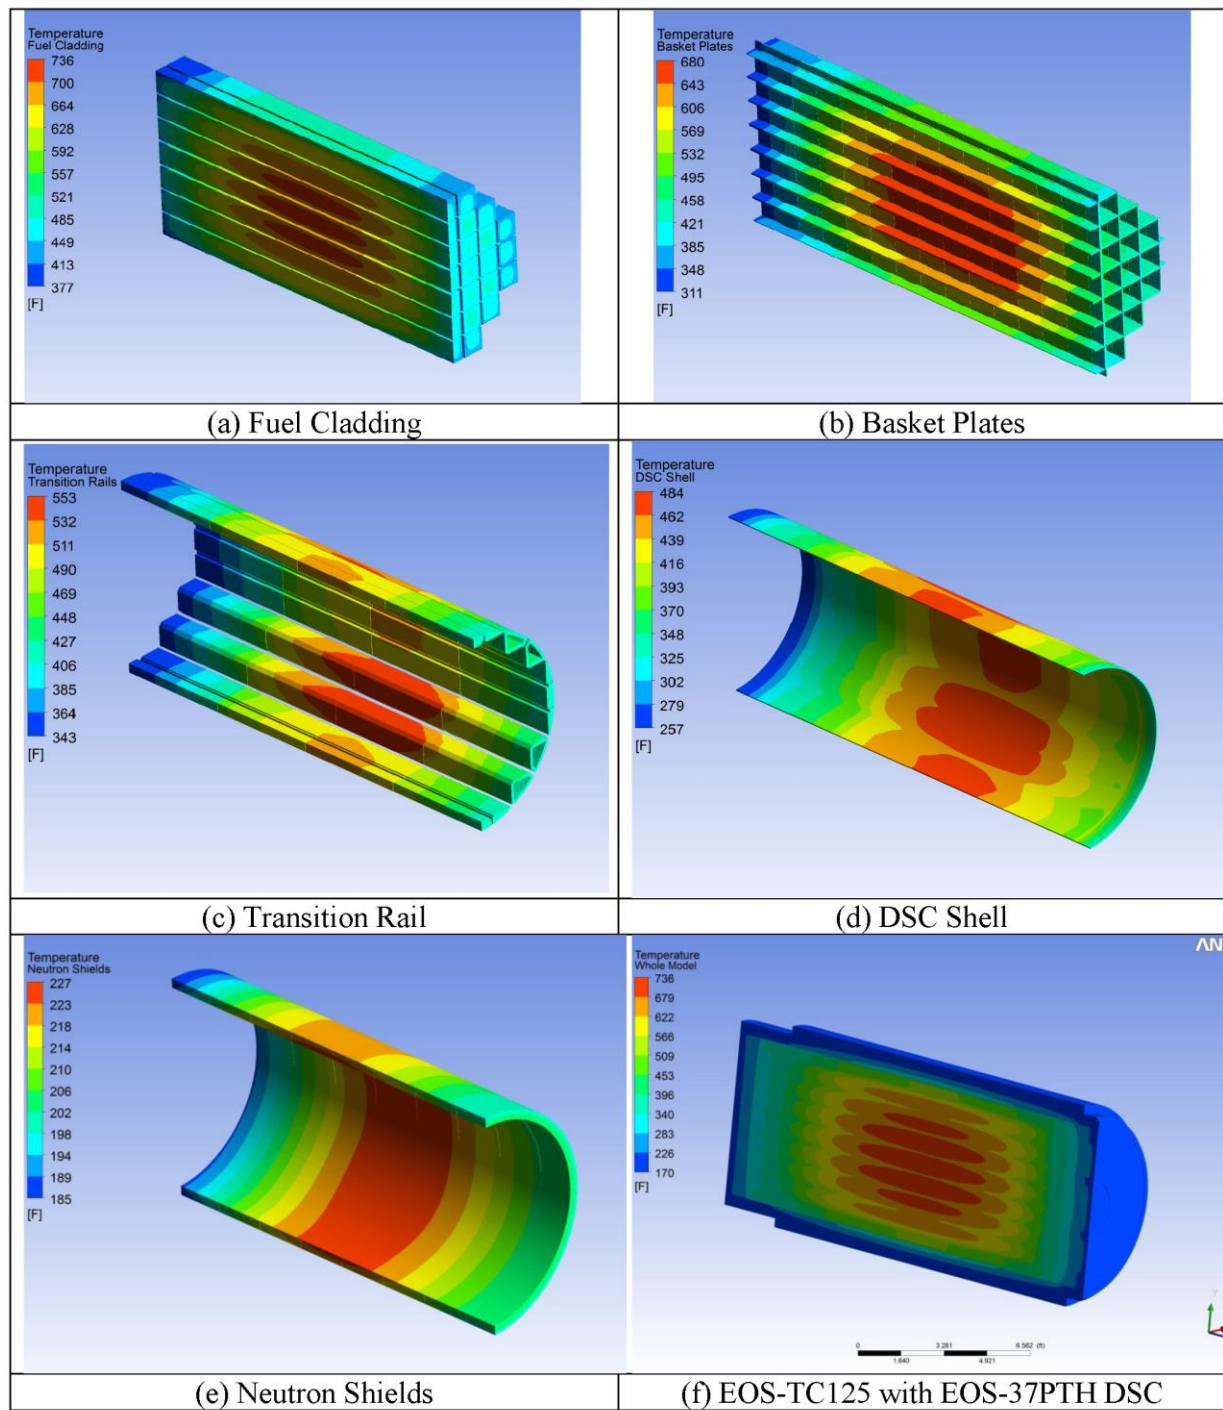 Temperature
Fuel Cladding
736
700
664
628
592
557
521
485
449
413
377
[F]
(a) Fuel Cladding
Temperature
Basket Plates
680
643
606
569
532
495
458
421
385
348
311
[F]
(b) Basket Plates
Temperature
Transition Rails
553
532
511
490
469
448
427
406
385
364
343
[F]
(c) Transition Rail
Temperature
DSC Shell
484
462
439
416
393
370
348
325
302
279
257
[F]
(d) DSC Shell
Temperature
Neutron Shields
227
223
218
214
210
206
202
198
194
189
185
[F]
(e) Neutron Shields
AN
Temperature
Whole Model
736
679
622
566
509
453
396
340
283
226
170
[F]
Y
0 3.281 6.562 (ft)
1.640 4.921
(f) EOS-TC125 with EOS-37PTH DSC